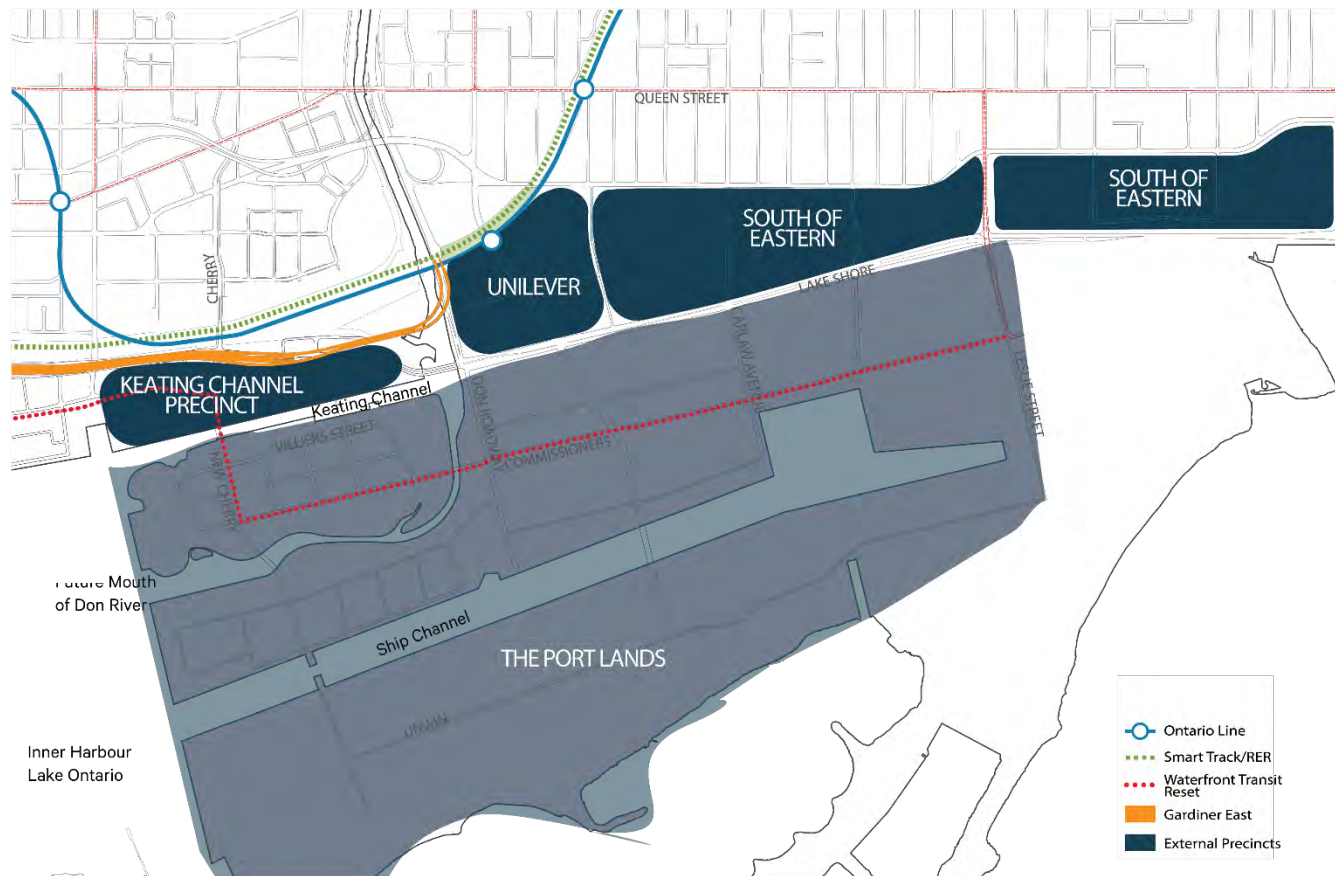 QUEEN STREET
SOUTH OF
EASTERN
SOUTH OF
EASTERN
CHERRY
UNILEVER
LAKE SHORE
KEATING CHANNEL
PRECINCT
Keating Channel
VILLIERS STREET
DON ROADWAY
CARLAW AVENUE
LESLIE STREET
NEW CHERRY
COMMISSIONERS
Future Mouth
of Don River
Ship Channel
THE PORT LANDS
UNWIN
Inner Harbour
Lake Ontario
Ontario Line
Smart Track/RER
Waterfront Transit
Reset
Gardiner East
External Precincts